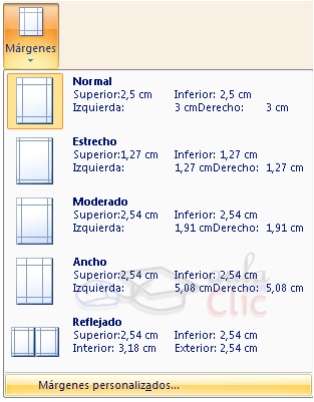 Márgenes
Normal
Superior:2,5 cm Inferior: 2,5 cm
Izquierda: 3 cmDerecho: 3 cm
Estrecho
Superior:1,27 cm Inferior: 1,27 cm
Izquierda: 1,27 cmDerecho: 1,27 cm
Moderado
Superior:2,54 cm Inferior: 2,54 cm
Izquierda: 1,91 cmDerecho: 1,91 cm
Ancho
Superior:2,54 cm Inferior: 2,54 cm
Izquierda: 5,08 cmDerecho: 5,08 cm
aula
Clic
Reflejado
Superior:2,54 cm Inferior: 2,54 cm
Interior: 3,18 cm Exterior: 2,54 cm
Márgenes personalizados...